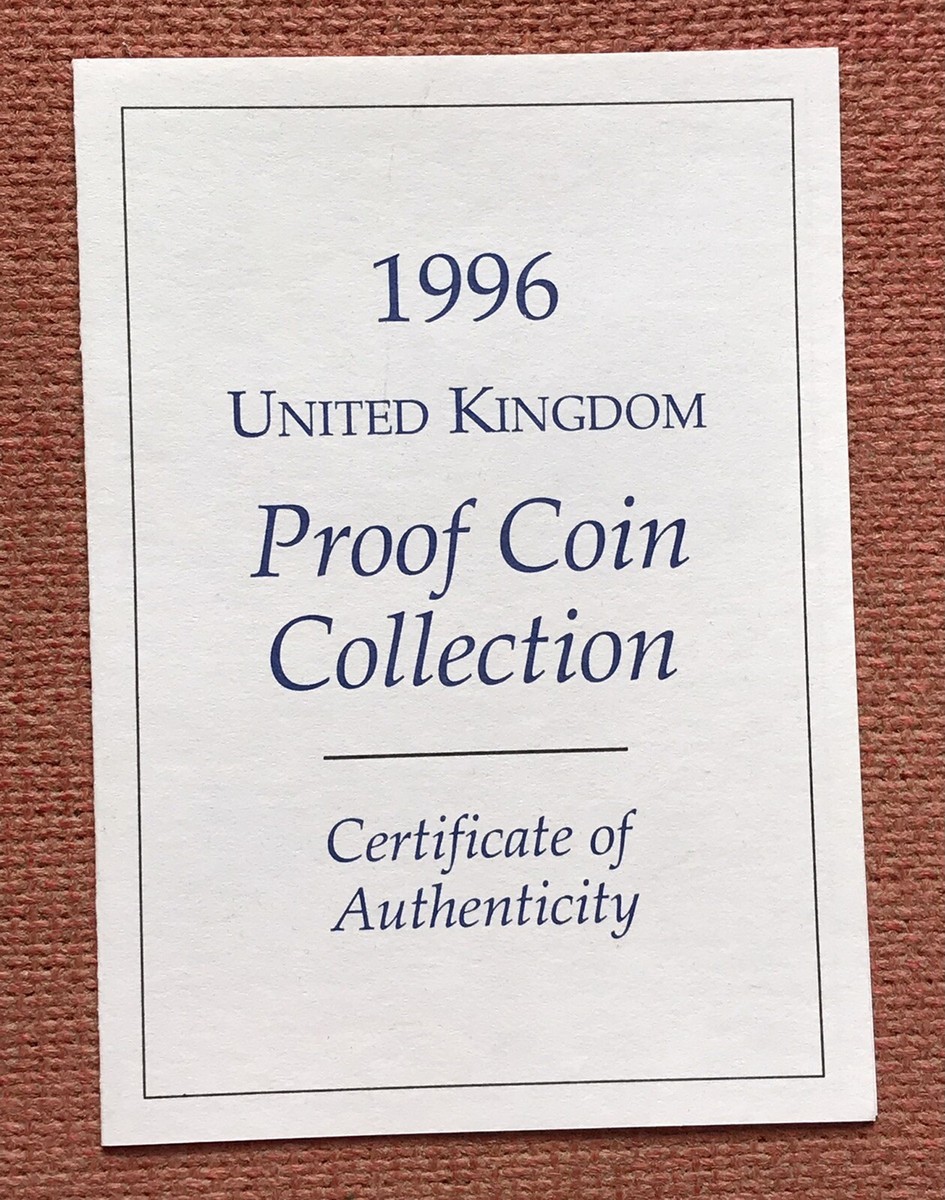 1996
UNITED KINGDOM
Proof Coin
Collection
Certificate of
Authenticity